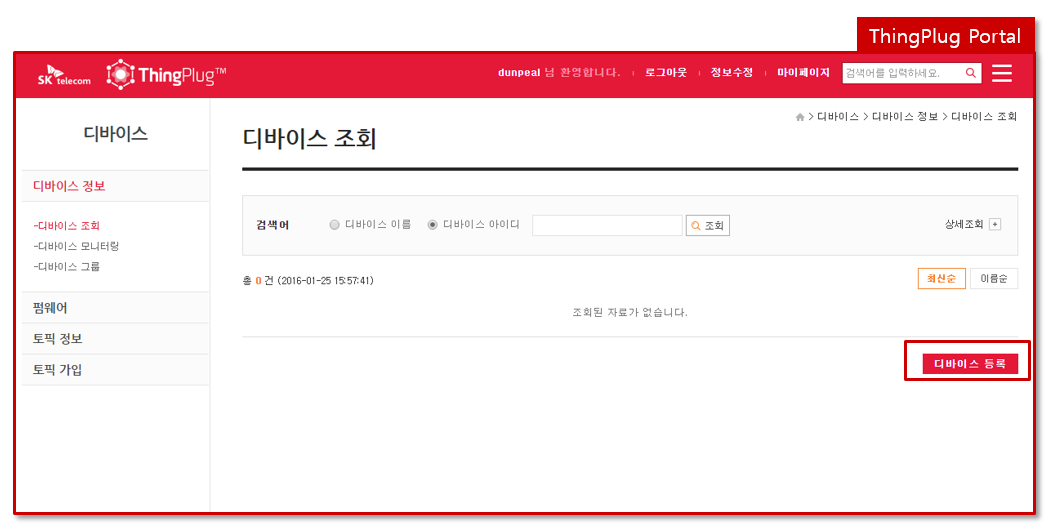 ThingPlug Portal
SK telecom ThingPlug™
dunpeal 님 환영합니다. 로그아웃 정보수정 마이페이지 검색어를 입력하세요.
디바이스
> 디바이스 > 디바이스 정보 > 디바이스 조회
디바이스 조회
디바이스 정보
-디바이스 조회
-디바이스 모니터링
-디바이스 그룹
펌웨어
토픽 정보
토픽 가입
검색어 디바이스 이름 디바이스 아이디 조회 상세조회 +
총 0 건 (2016-01-25 15:57:41) 최신순 이름순
조회된 자료가 없습니다.
디바이스 등록